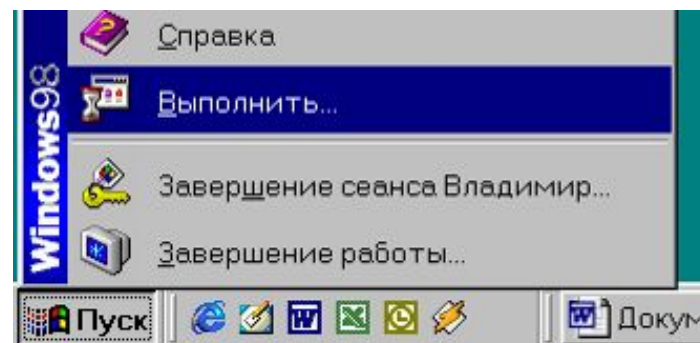 Справка
Выполнить...
Завершение сеанса Владимир...
Завершение работы...
Windows98
Пуск
Докум